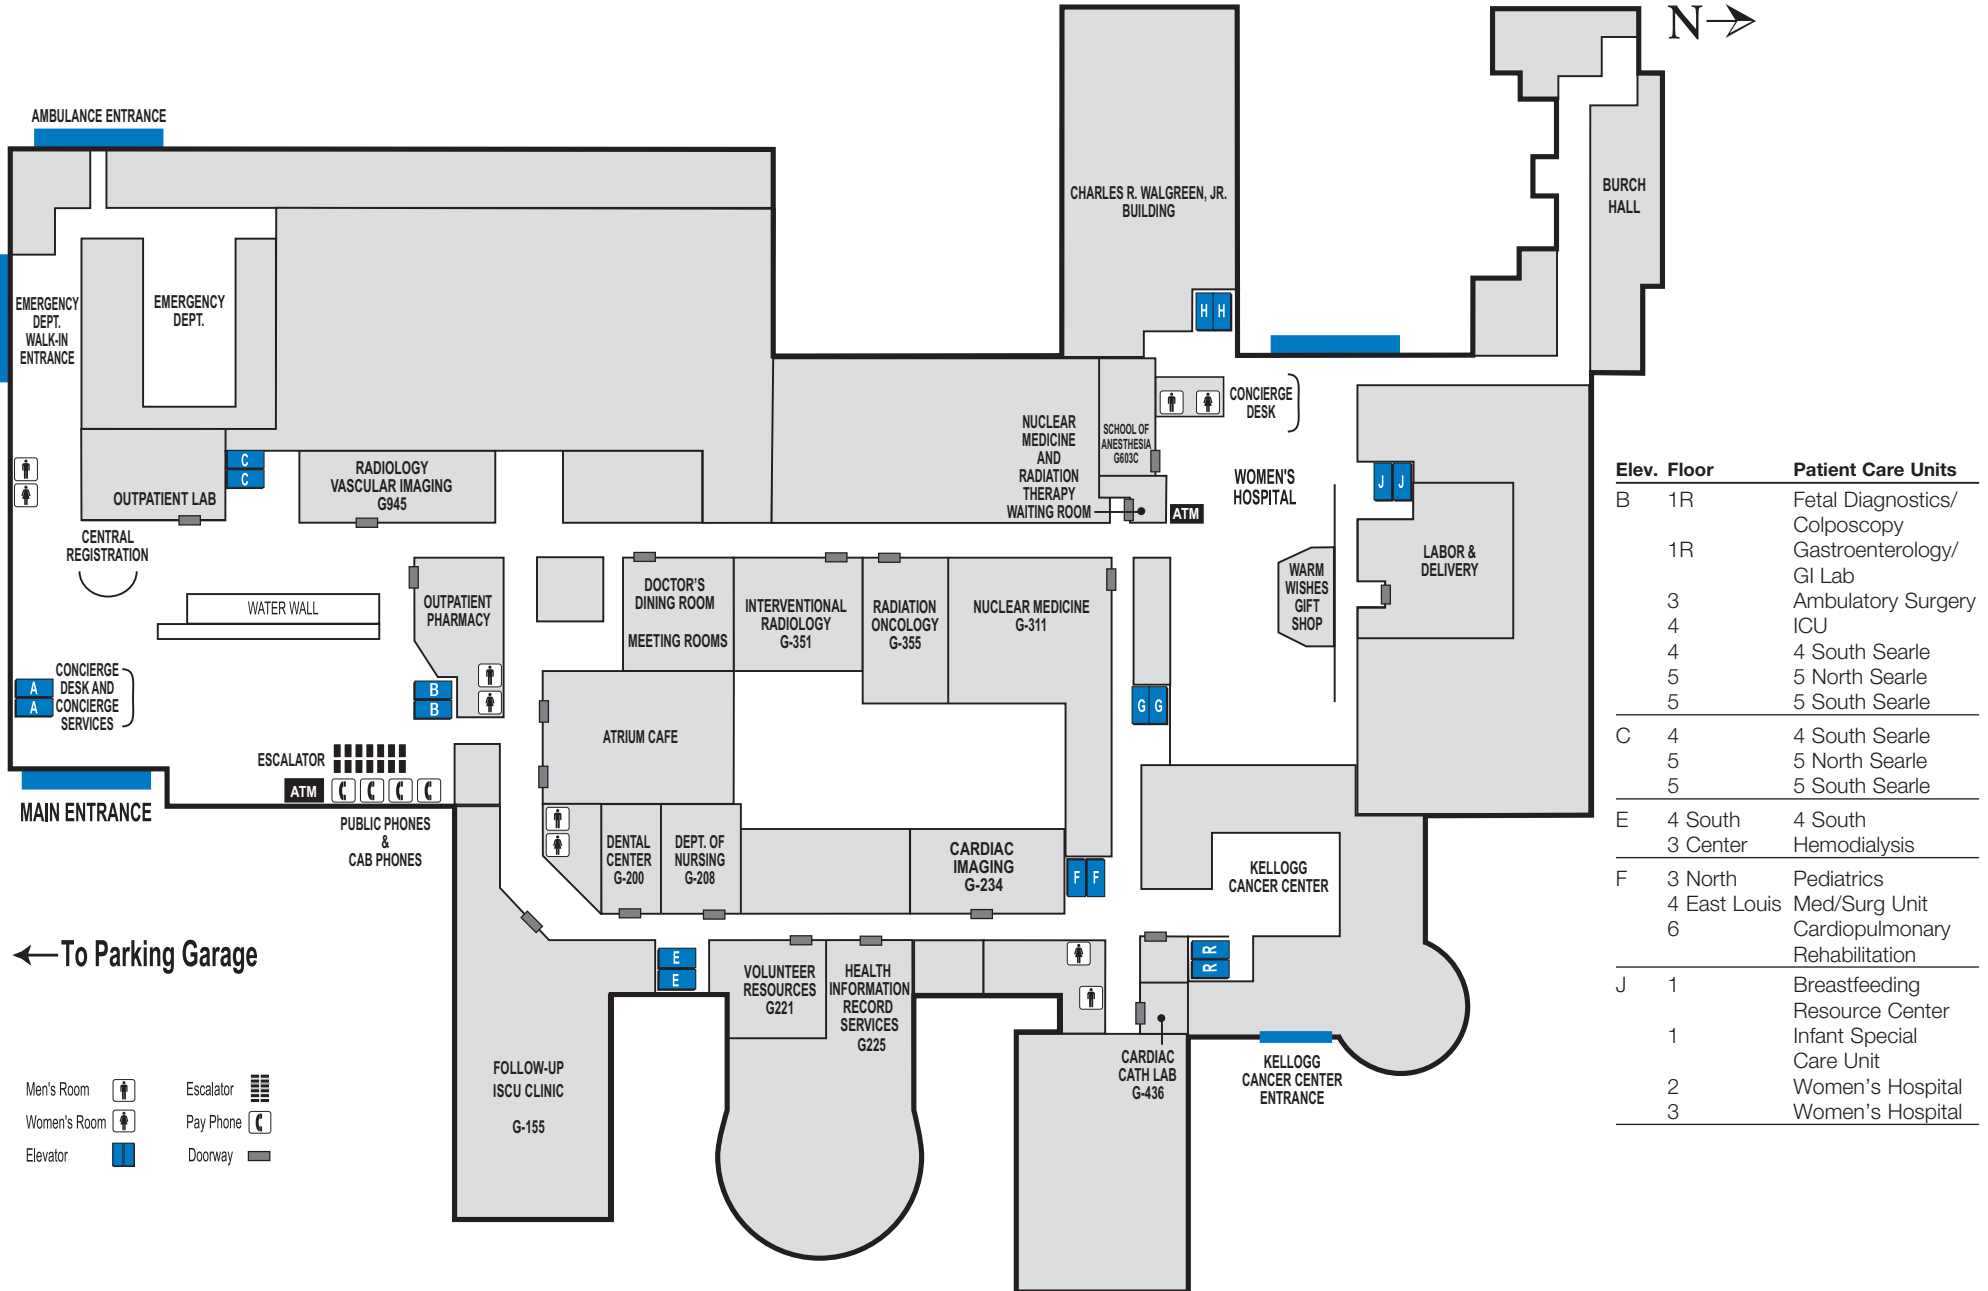 N
AMBULANCE ENTRANCE
CHARLES R. WALGREEN, JR.
BUILDING
BURCH
HALL
EMERGENCY
DEPT.
WALK-IN
ENTRANCE
EMERGENCY
DEPT.
H H
CONCIERGE
DESK
NUCLEAR
MEDICINE
AND
RADIATION
THERAPY
WAITING ROOM
SCHOOL OF
ANESTHESIA
G603C
ATM
C
C
RADIOLOGY
VASCULAR IMAGING
G945
OUTPATIENT LAB
CENTRAL
REGISTRATION
WOMEN'S
HOSPITAL
J J
LABOR &
DELIVERY
WARM
WISHES
GIFT
SHOP
WATER WALL
OUTPATIENT
PHARMACY
DOCTOR'S
DINING ROOM
MEETING ROOMS
INTERVENTIONAL
RADIOLOGY
G-351
RADIATION
ONCOLOGY
G-355
NUCLEAR MEDICINE
G-311
A
A
CONCIERGE
DESK AND
CONCIERGE
SERVICES
B
B
G G
ATRIUM CAFE
ESCALATOR
ATM
MAIN ENTRANCE
PUBLIC PHONES
&
CAB PHONES
DENTAL
CENTER
G-200
DEPT. OF
NURSING
G-208
CARDIAC
IMAGING
G-234
F F
KELLOGG
CANCER CENTER
To Parking Garage
E
E
VOLUNTEER
RESOURCES
G221
HEALTH
INFORMATION
RECORD
SERVICES
G225
R
R
FOLLOW-UP
ISCU CLINIC
G-155
CARDIAC
CATH LAB
G-436
KELLOGG
CANCER CENTER
ENTRANCE
Men's Room
Escalator
Women's Room
Pay Phone
Elevator
Doorway
Elev. Floor Patient Care Units
B 1R Fetal Diagnostics/
Colposcopy
1R Gastroenterology/
GI Lab
3 Ambulatory Surgery
4 ICU
4 4 South Searle
5 5 North Searle
5 5 South Searle
C 4 4 South Searle
5 5 North Searle
5 5 South Searle
E 4 South 4 South
3 Center Hemodialysis
F 3 North Pediatrics
4 East Louis Med/Surg Unit
6 Cardiopulmonary
Rehabilitation
J 1 Breastfeeding
Resource Center
1 Infant Special
Care Unit
2 Women's Hospital
3 Women's Hospital